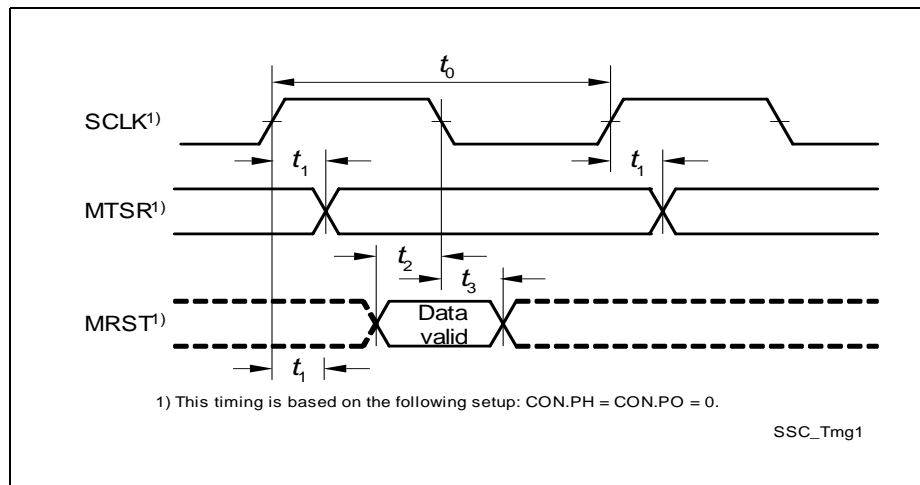 t0
SCLK1)
t1 t1
MTSR1)
t2 t3
MRST1) Data valid
t1
1) This timing is based on the following setup: CON.PH = CON.PO = 0.
SSC_Tmg1